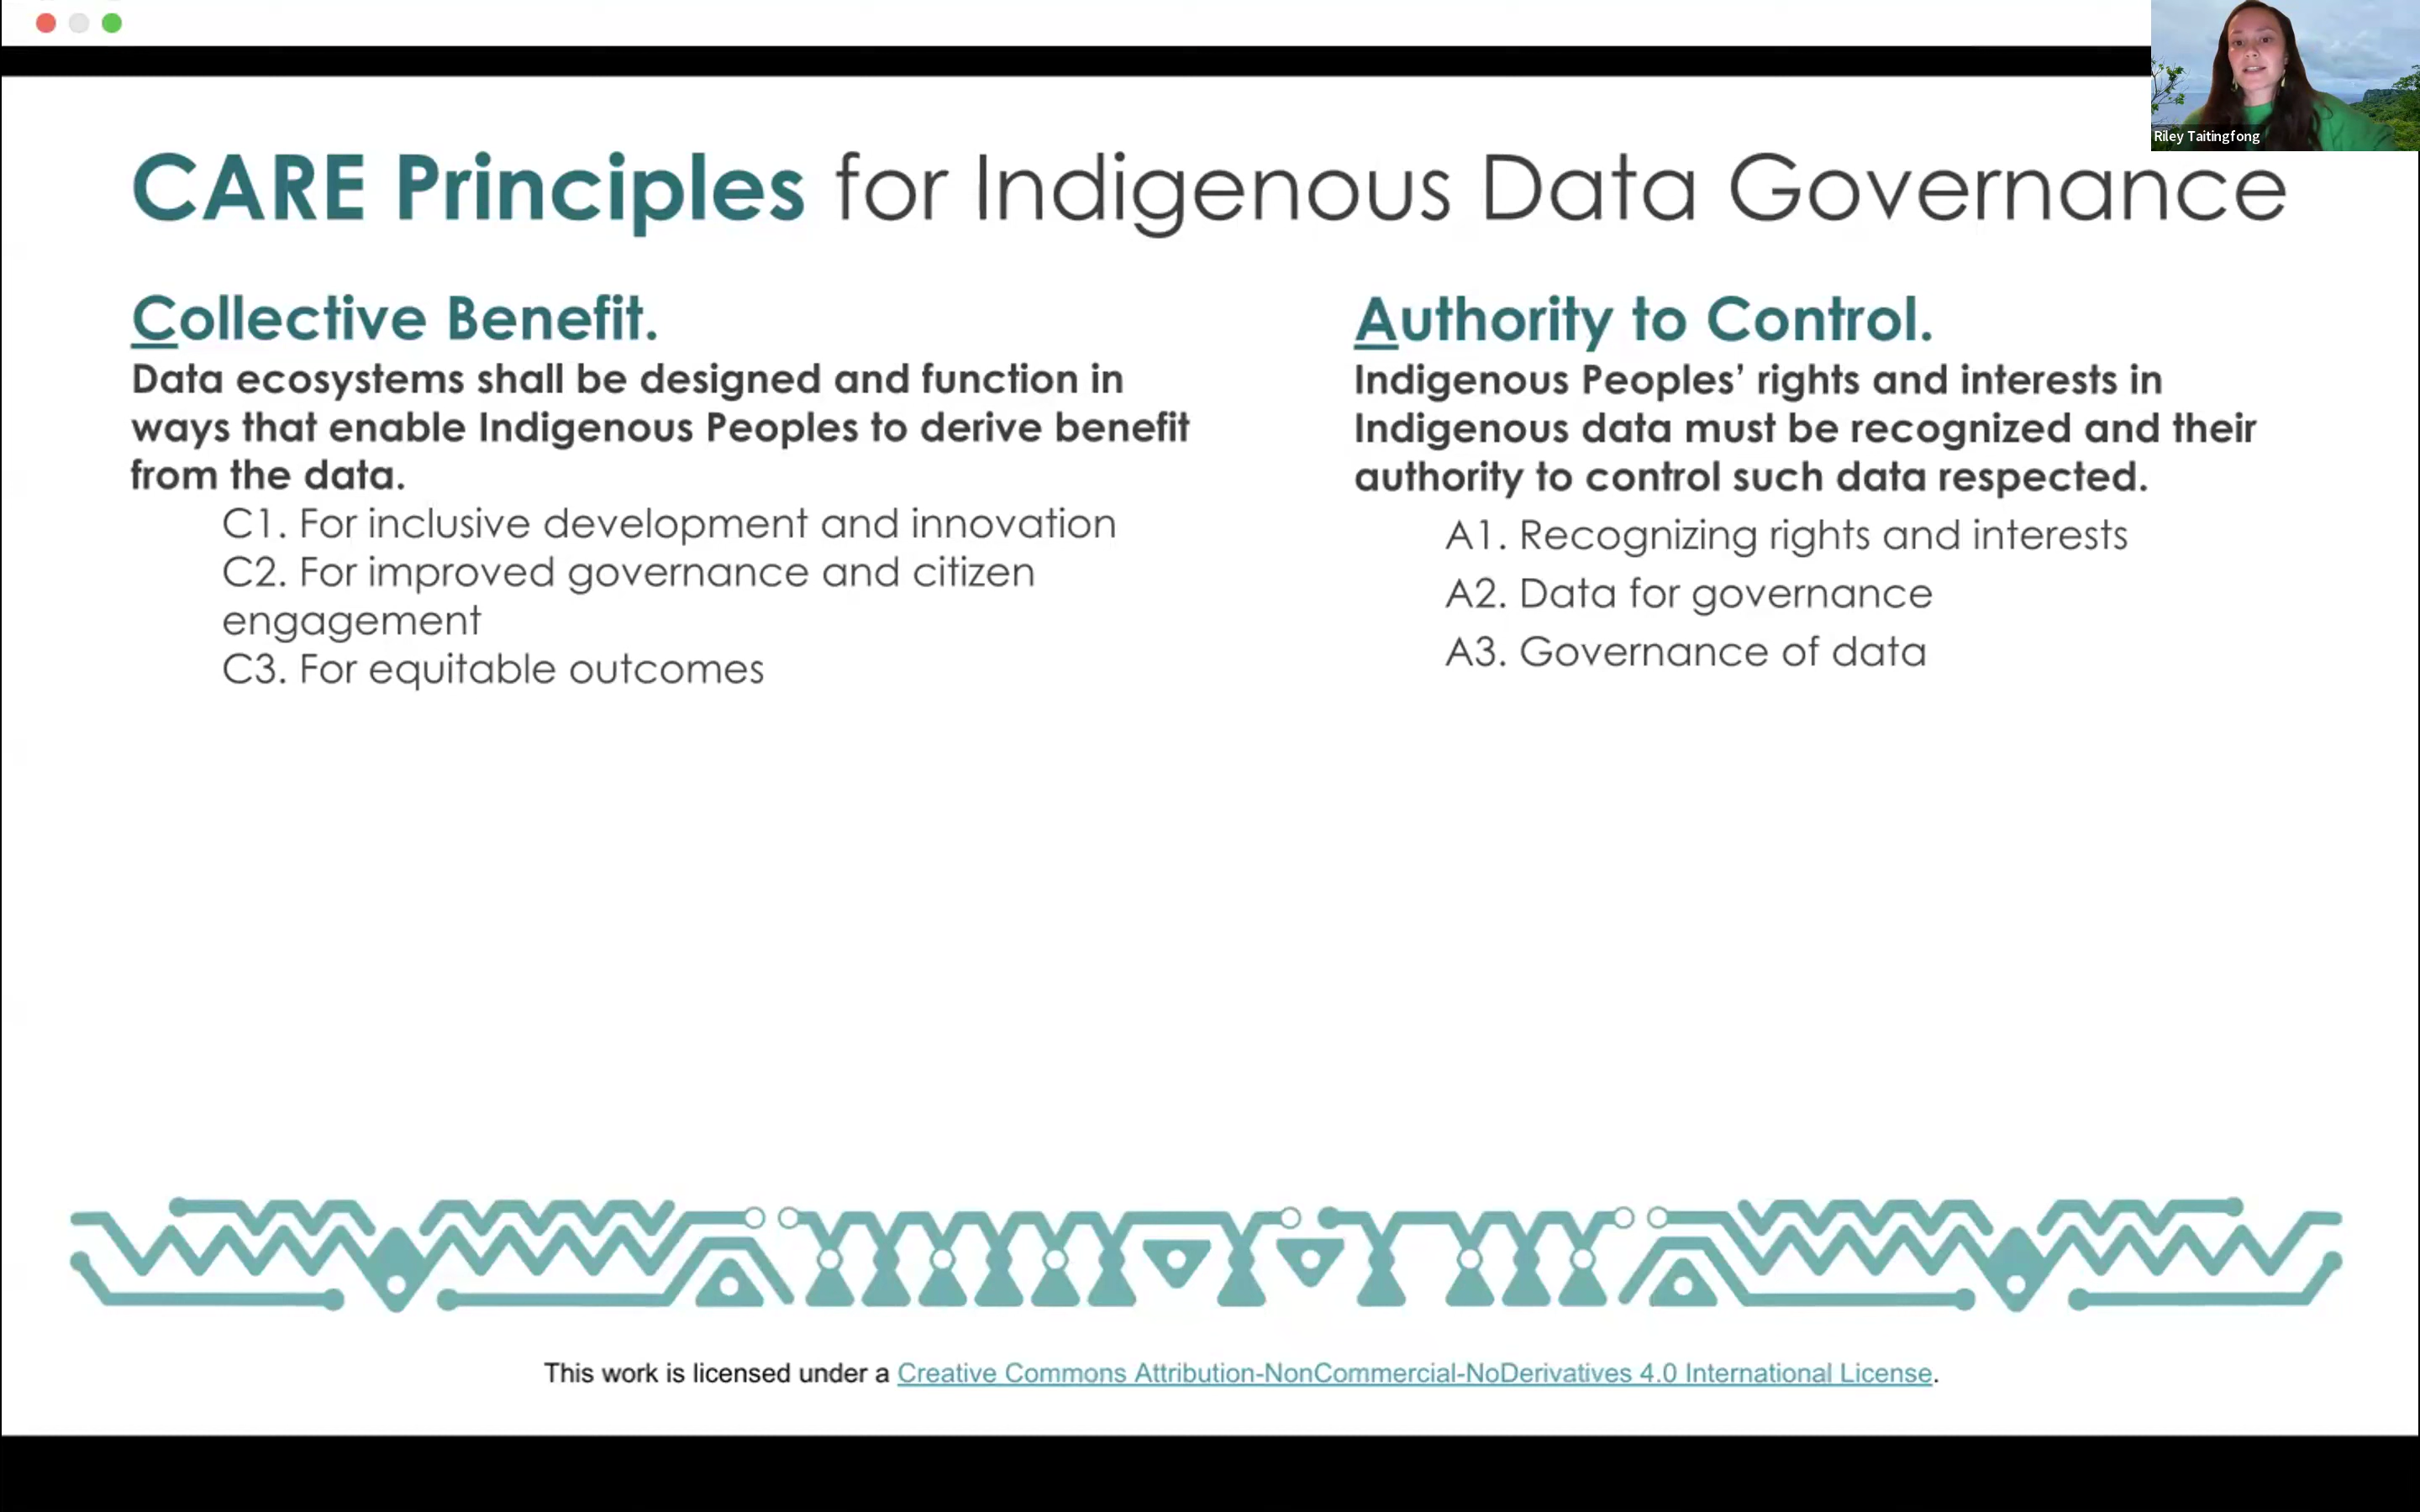 Riley Taitingfong
CARE Principles for Indigenous Data Governance
Collective Benefit.
Data ecosystems shall be designed and function in
ways that enable Indigenous Peoples to derive benefit
from the data.
C1. For inclusive development and innovation
C2. For improved governance and citizen
engagement
C3. For equitable outcomes
Authority to Control.
Indigenous Peoples’ rights and interests in
Indigenous data must be recognized and their
authority to control such data respected.
A1. Recognizing rights and interests
A2. Data for governance
A3. Governance of data
This work is licensed under a Creative Commons Attribution-NonCommercial-NoDerivatives 4.0 International License.